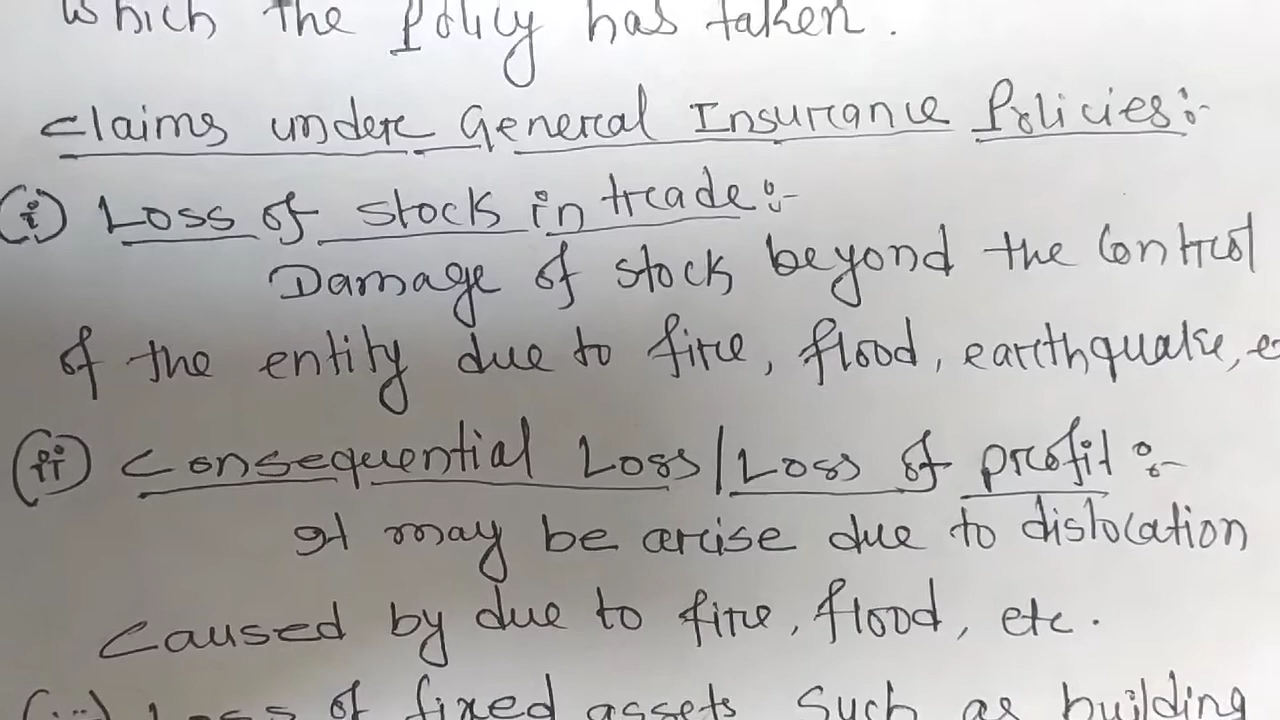 which the policy has taken.
Claims under General Insurance Policies:-
(i) Loss of stock in trade:-
Damage of stock beyond the control
of the entity due to fire, flood, earthquake, e
(ii) Consequential Loss/Loss of profit:-
It may be arise due to dislocation
caused by due to fire, flood, etc.
(iii) Loss of fixed assets such as building